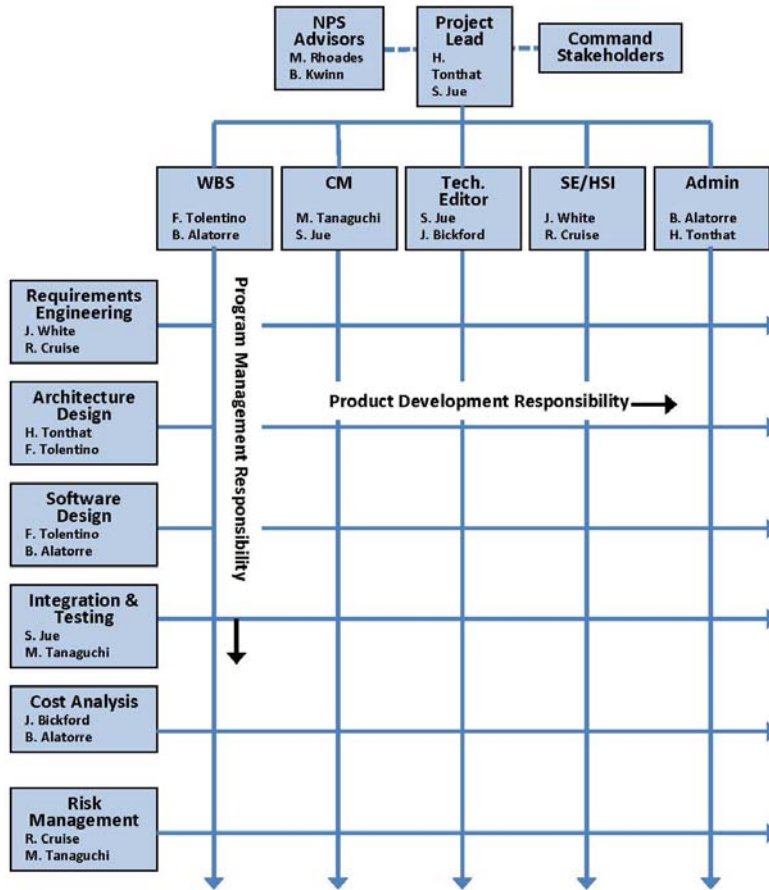 NPS
Advisors
M. Rhoades
B. Kwinn
Project
Lead
H.
Tonthat
S. Jue
Command
Stakeholders
WBS
F. Tolentino
B. Alatorre
CM
M. Tanaguchi
S. Jue
Tech.
Editor
S. Jue
J. Bickford
SE/HSI
J. White
R. Cruise
Admin
B. Alatorre
H. Tonthat
Program Management Responsibility
Product Development Responsibility
Requirements
Engineering
J. White
R. Cruise
Architecture
Design
H. Tonthat
F. Tolentino
Software
Design
F. Tolentino
B. Alatorre
Integration &
Testing
S. Jue
M. Tanaguchi
Cost Analysis
J. Bickford
B. Alatorre
Risk
Management
R. Cruise
M. Tanaguchi